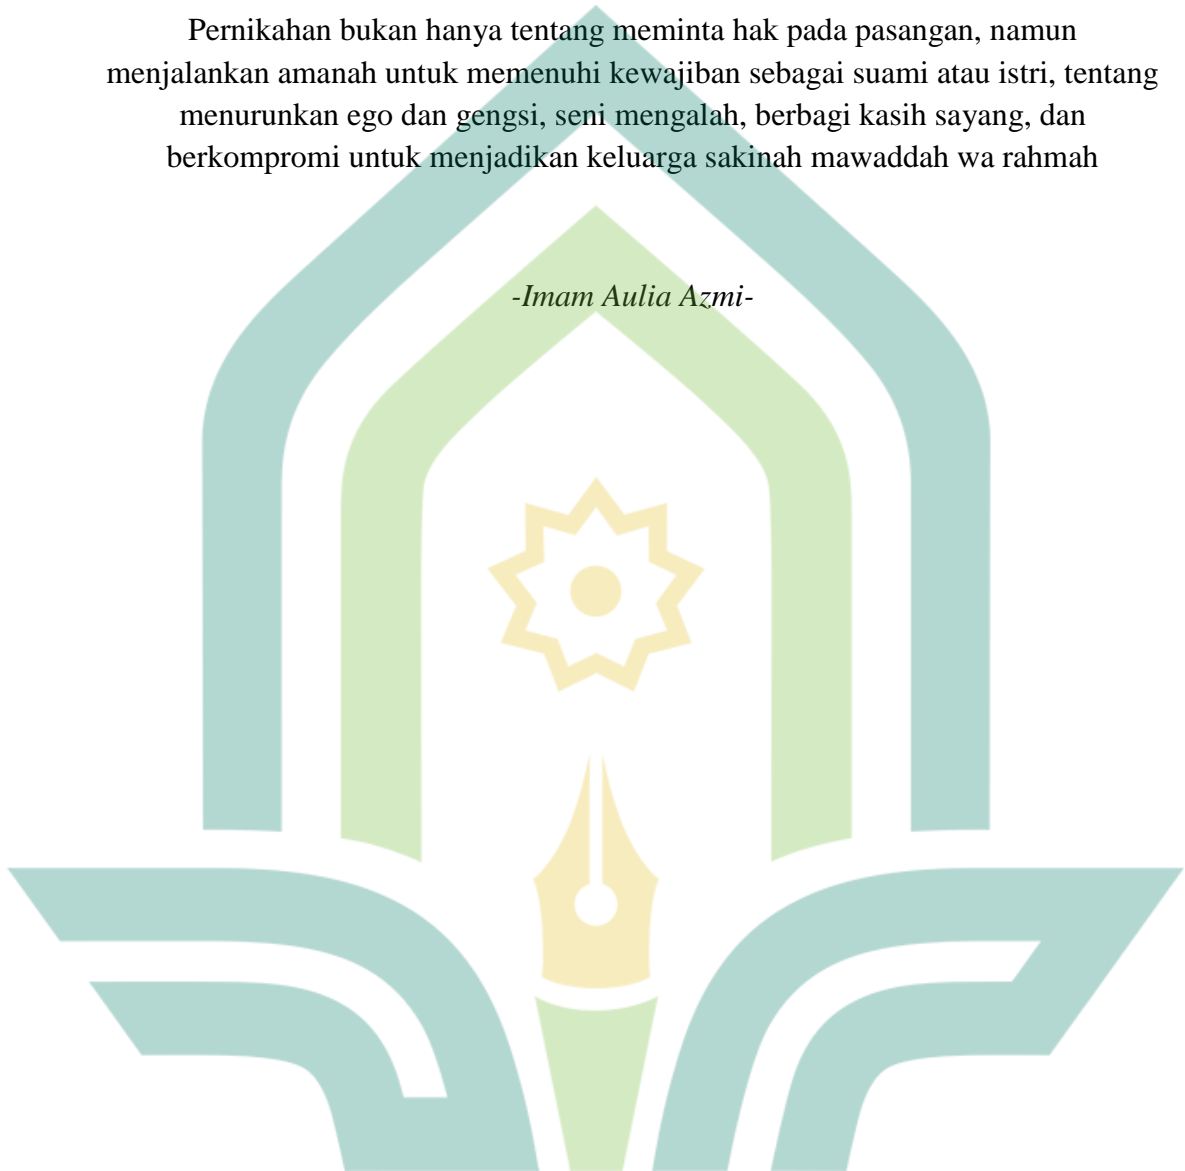 Pernikahan bukan hanya tentang meminta hak pada pasangan, namun
menjalankan amanah untuk memenuhi kewajiban sebagai suami atau istri, tentang
menurunkan ego dan gengsi, seni mengalah, berbagi kasih sayang, dan
berkompromi untuk menjadikan keluarga sakinah mawaddah wa rahmah
-Imam Aulia Azmi-